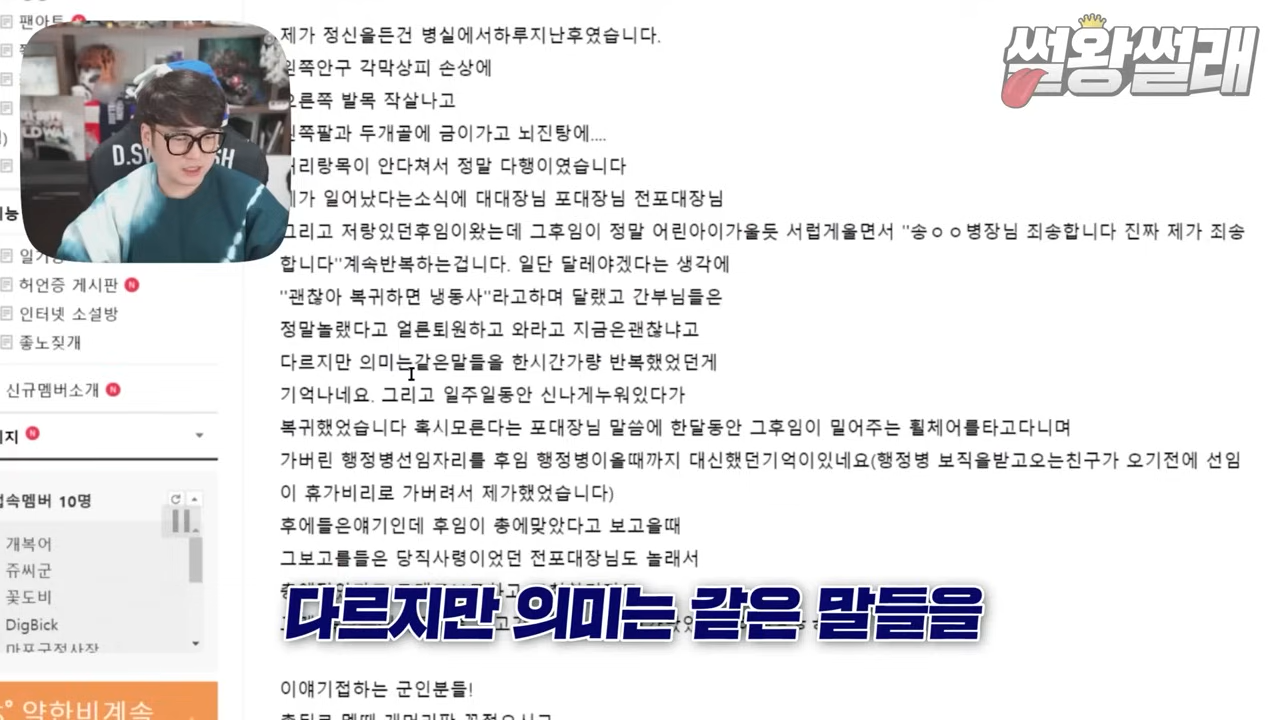 팬아트
썰왕썰래
제가 정신을든건 병실에서하루지난후였습니다.
왼쪽안구 각막상피 손상에
오른쪽 발목 작살나고
왼쪽팔과 두개골에 금이가고 뇌진탕에....
허리랑목이 안다쳐서 정말 다행이였습니다
제가 일어났다는소식에 대대장님 포대장님 전포대장님
그리고 저랑있던후임이왔는데 그후임이 정말 어린아이가울듯 서럽게울면서 "송ㅇㅇ병장님 죄송합니다 진짜 제가 죄송
합니다"계속반복하는겁니다. 일단 달레야겠다는 생각에
"괜찮아 복귀하면 냉동사"라고하며 달랬고 간부님들은
정말놀랬다고 얼른퇴원하고 와라고 지금은괜찮냐고
다르지만 의미는같은말들을 한시간가량 반복했었던게
기억나네요. 그리고 일주일동안 신나게누워있다가
복귀했었습니다 혹시모른다는 포대장님 말씀에 한달동안 그후임이 밀어주는 휠체어를타고다니며
가버린 행정병선임자리를 후임 행정병이올때까지 대신했던기억이있네요(행정병 보직을받고오는친구가 오기전에 선임
이 휴가비리로 가버려서 제가했었습니다)
후에들은얘기인데 후임이 총에맞았다고 보고올때
그보고를들은 당직사령이었던 전포대장님도 놀래서
다르지만 의미는 같은 말들을
이얘기접하는 군인분들!
허언증 게시판 N
인터넷 소설방
좋노짖개
신규멤버소개 N
접속멤버 10명
개복어
쥬씨군
꽃도비
DigBick
마포구청사장
약한비계속